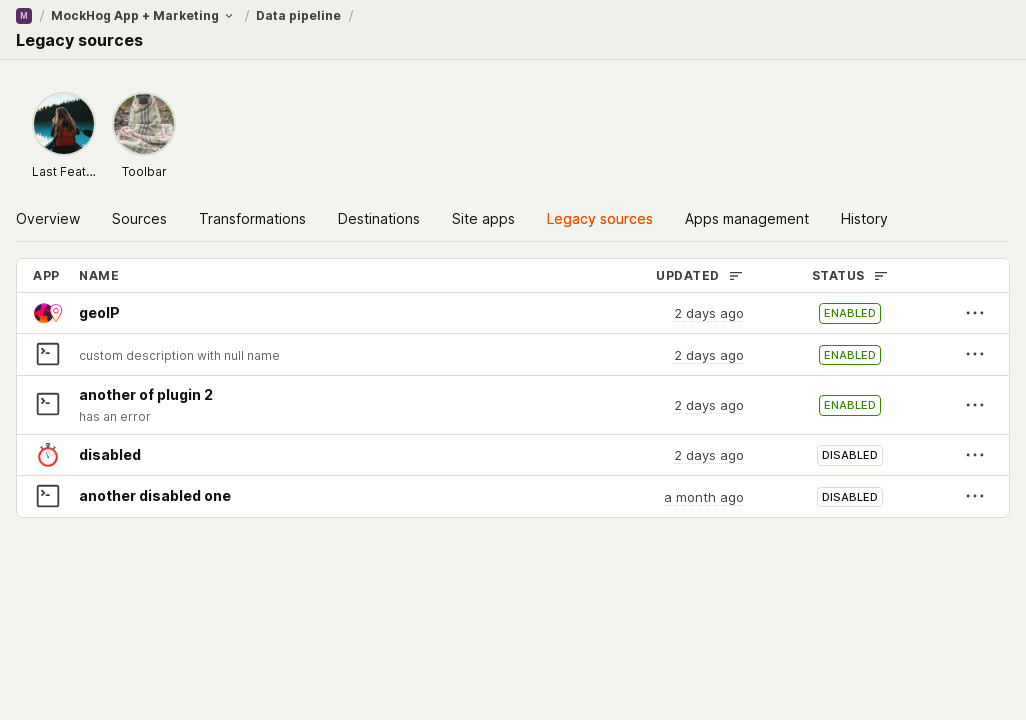 M / MockHog App + Marketing / Data pipeline /
Legacy sources
Last Feat... Toolbar
Overview Sources Transformations Destinations Site apps Legacy sources Apps management History
APP NAME UPDATED STATUS
geoIP 2 days ago ENABLED
custom description with null name 2 days ago ENABLED
another of plugin 2 2 days ago ENABLED
has an error
disabled 2 days ago DISABLED
another disabled one a month ago DISABLED